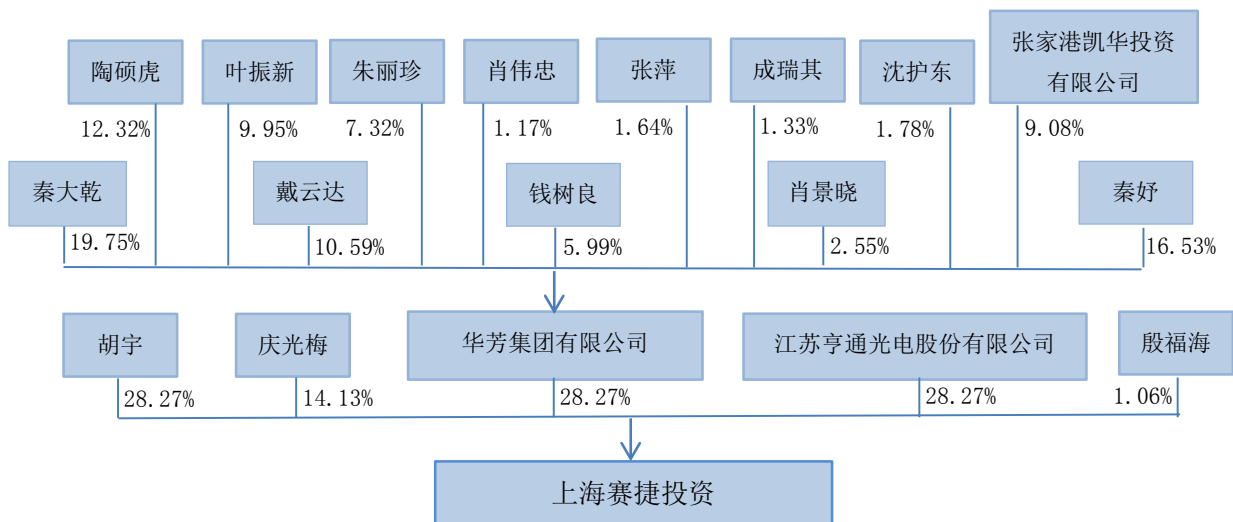 陶硕虎
叶振新
朱丽珍
肖伟忠
张萍
成瑞其
沈护东
张家港凯华投资
有限公司
12.32%
9.95%
7.32%
1.17%
1.64%
1.33%
1.78%
9.08%
秦大乾
戴云达
钱树良
肖景晓
秦妤
19.75%
10.59%
5.99%
2.55%
16.53%
胡宇
庆光梅
华芳集团有限公司
江苏亨通光电股份有限公司
殷福海
28.27%
14.13%
28.27%
28.27%
1.06%
上海赛捷投资